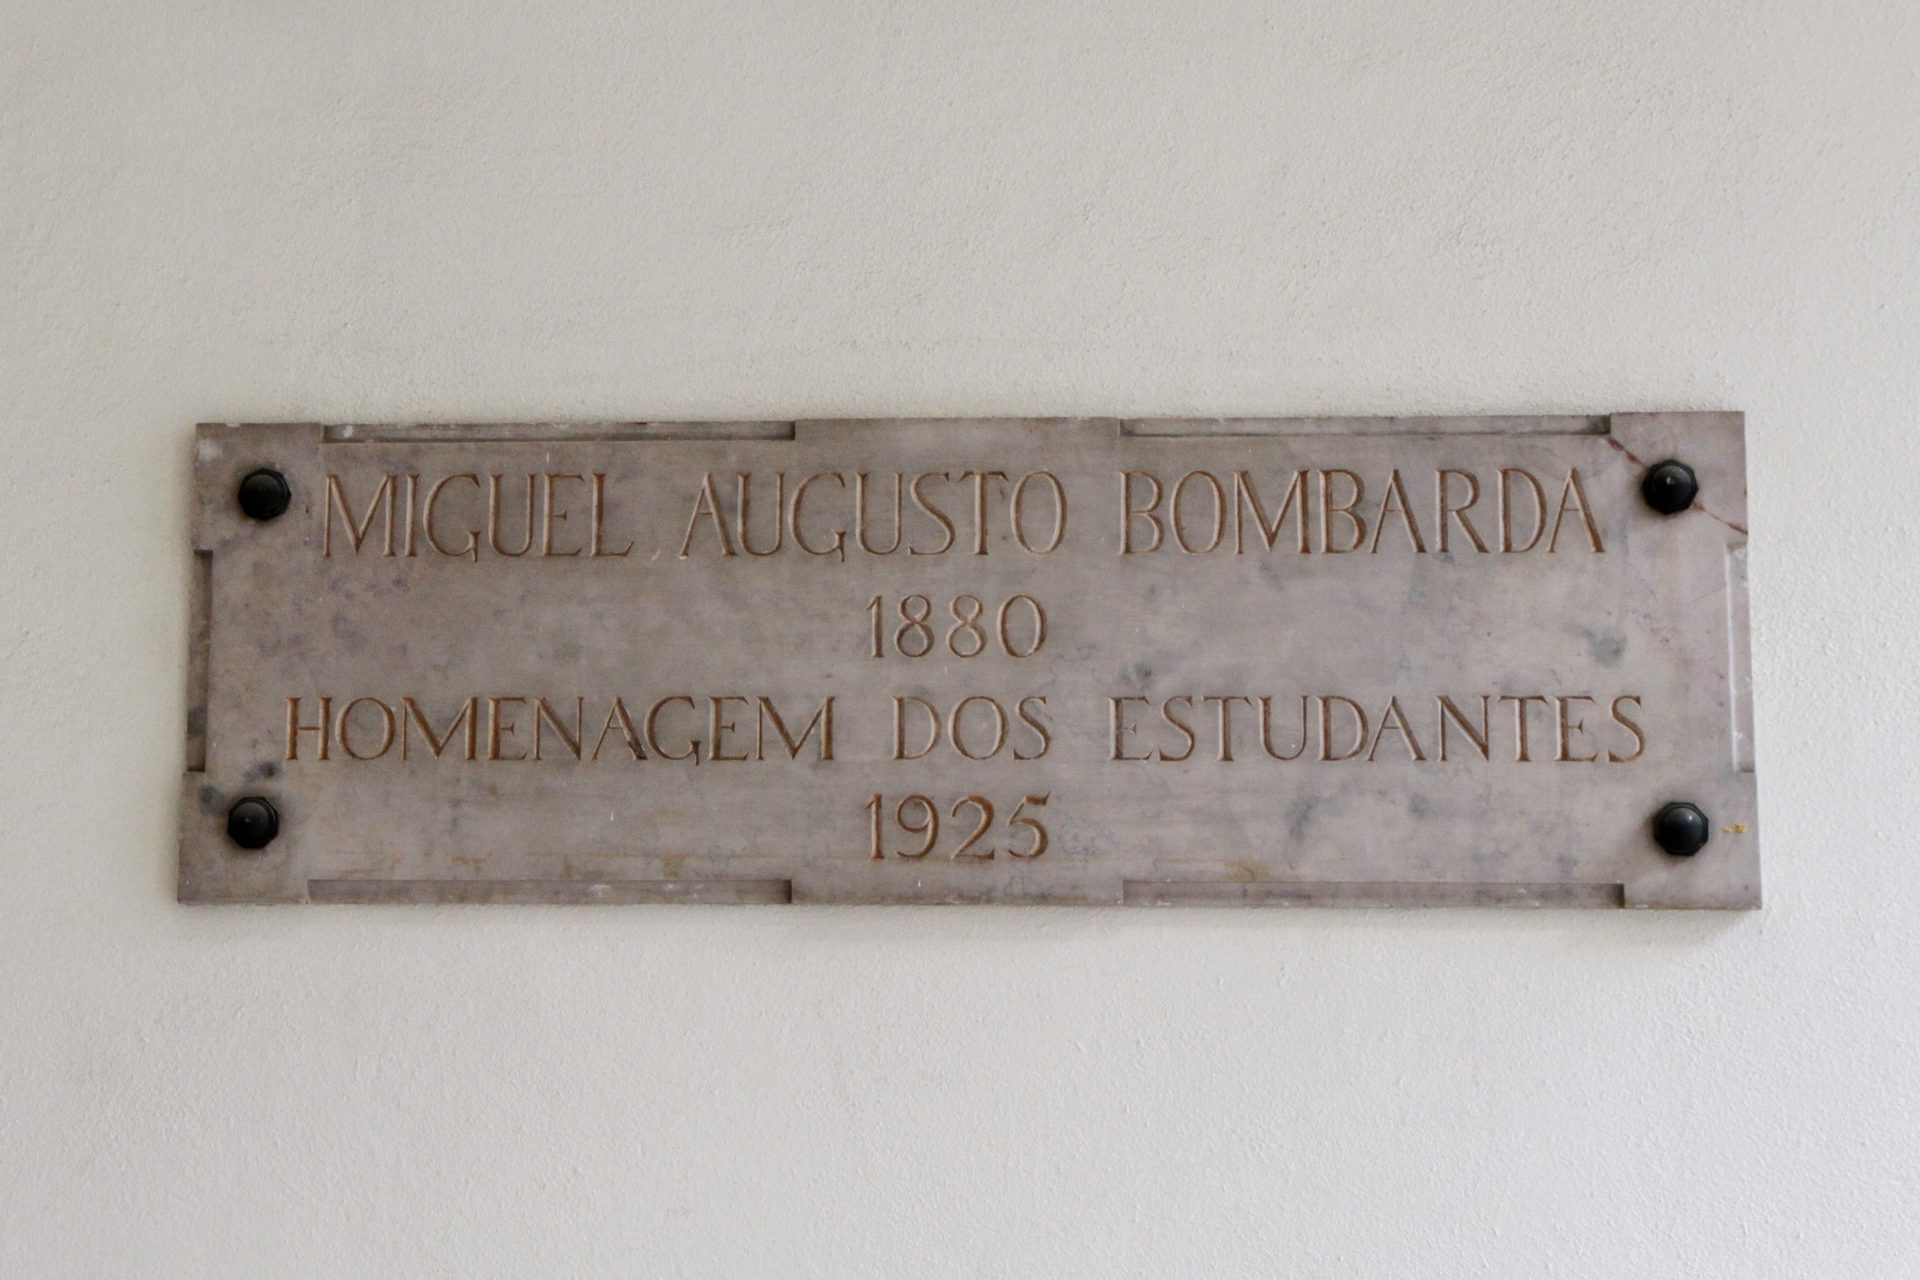 MIGUEL AUGUSTO BOMBARDA
1880
HOMENAGEM DOS ESTUDANTES
1925